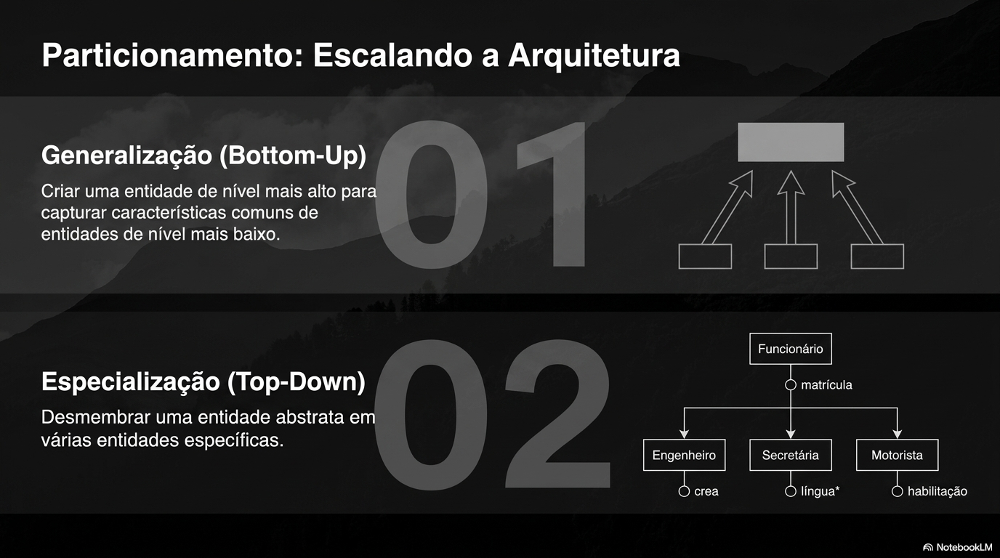 Particionamento: Escalando a Arquitetura
01
Generalização (Bottom-Up)
Criar uma entidade de nível mais alto para
capturar características comuns de
entidades de nível mais baixo.
02
Especialização (Top-Down)
Desmembrar uma entidade abstrata em
várias entidades específicas.
Funcionário
matrícula
Engenheiro
Secretária
Motorista
crea
língua*
habilitação
NotebookLM